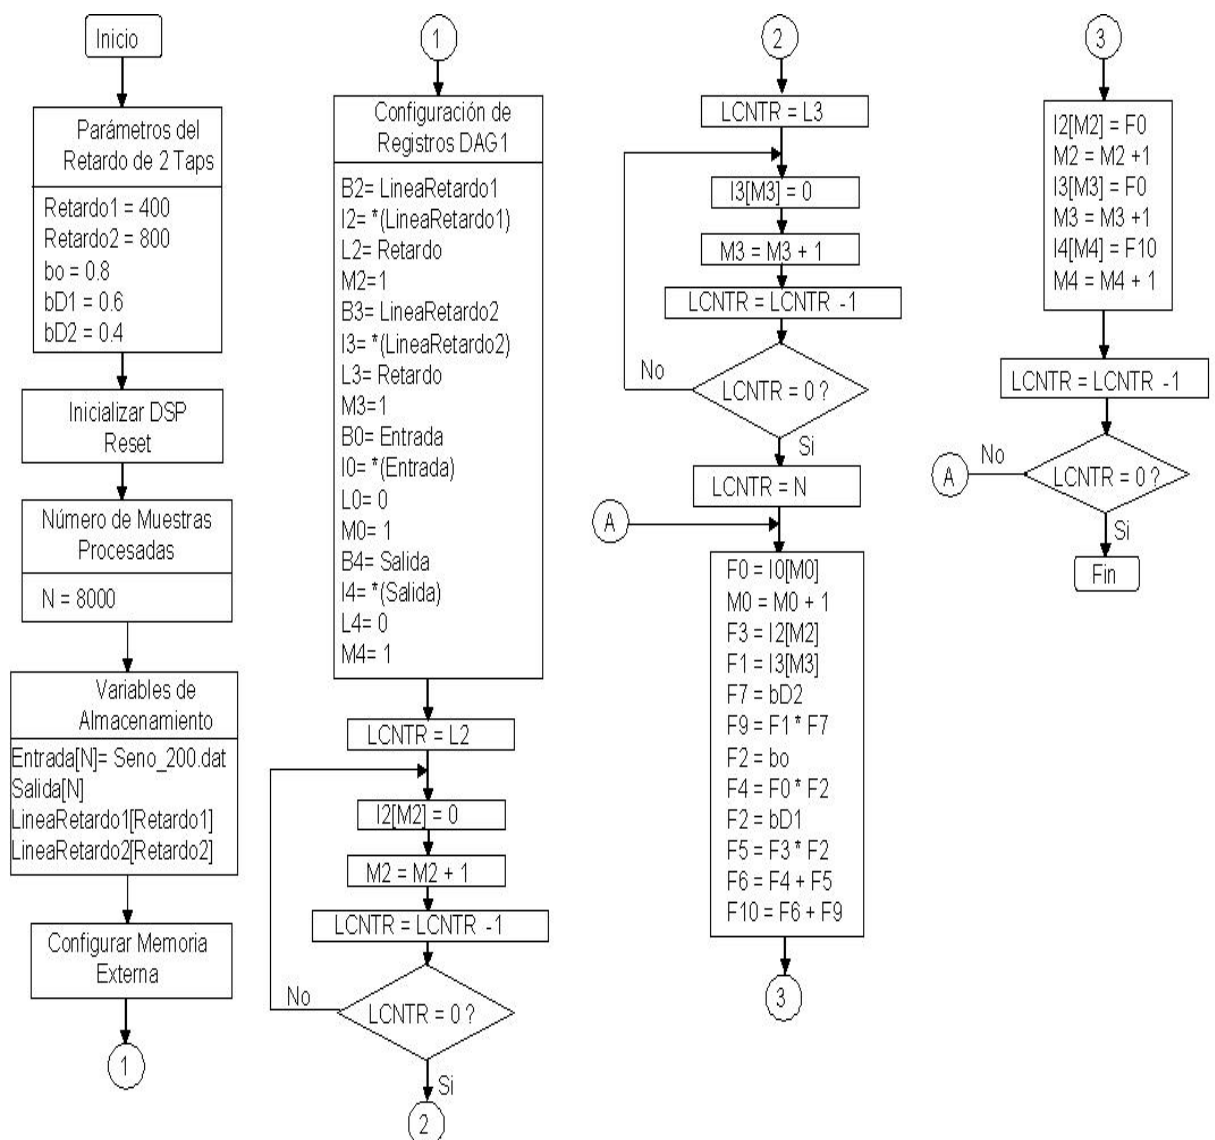 Inicio
Parámetros del
Retardo de 2 Taps
Retardo1 = 400
Retardo2 = 800
bo = 0.8
bD1 = 0.6
bD2 = 0.4
Inicializar DSP
Reset
Número de Muestras
Procesadas
N = 8000
Variables de
Almacenamiento
Entrada[N]= Seno_200.dat
Salida[N]
LineaRetardo1[Retardo1]
LineaRetardo2[Retardo2]
Configurar Memoria
Externa
1
1
Configuración de
Registros DAG1
B2= LineaRetardo1
I2= *(LineaRetardo1)
L2= Retardo
M2=1
B3= LineaRetardo2
I3= *(LineaRetardo2)
L3= Retardo
M3=1
B0= Entrada
I0= *(Entrada)
L0= 0
M0= 1
B4= Salida
I4= *(Salida)
L4= 0
M4= 1
LCNTR = L2
I2[M2] = 0
M2 = M2 + 1
LCNTR = LCNTR -1
No
LCNTR = 0 ?
Si
2
2
LCNTR = L3
I3[M3] = 0
M3 = M3 + 1
LCNTR = LCNTR -1
No
LCNTR = 0 ?
Si
LCNTR = N
A
F0 = I0[M0]
M0 = M0 + 1
F3 = I2[M2]
F1 = I3[M3]
F7 = bD2
F9 = F1 * F7
F2 = bo
F4 = F0 * F2
F2 = bD1
F5 = F3 * F2
F6 = F4 + F5
F10 = F6 + F9
3
3
I2[M2] = F0
M2 = M2 +1
I3[M3] = F0
M3 = M3 +1
I4[M4] = F10
M4 = M4 + 1
LCNTR = LCNTR -1
A
No
LCNTR = 0 ?
Si
Fin